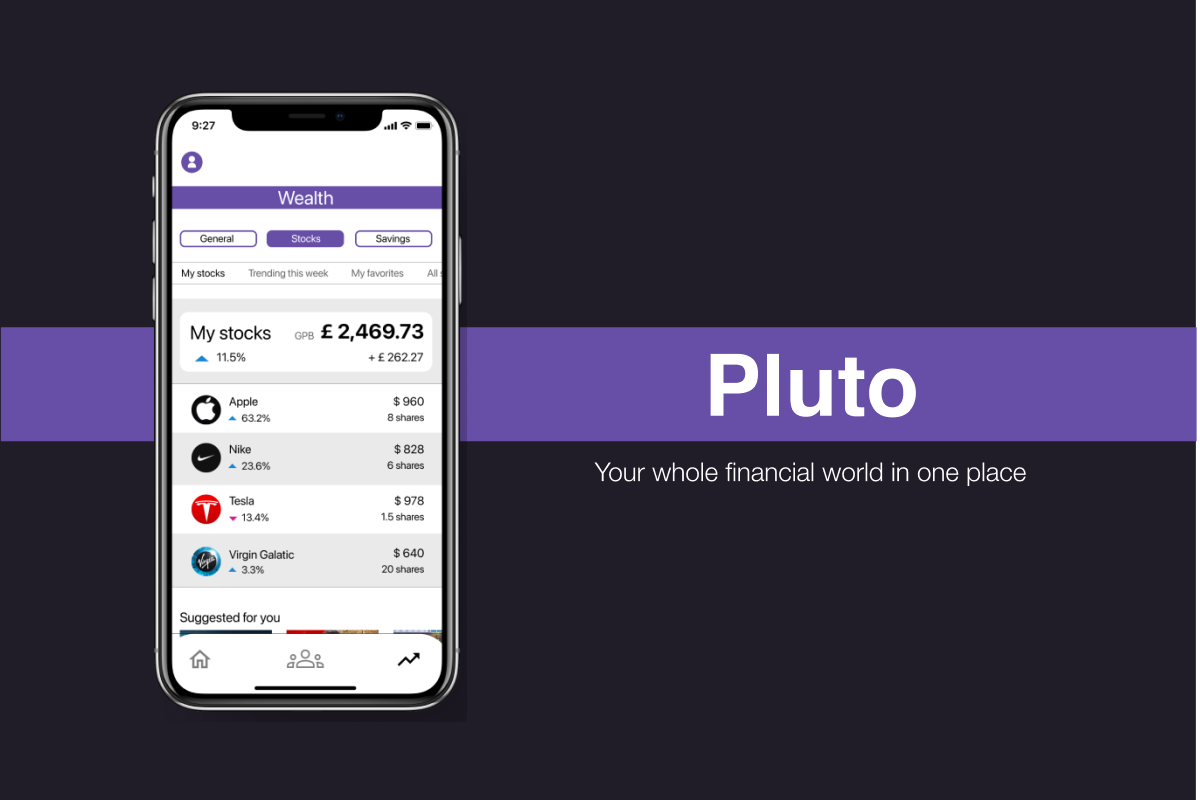 9:27
Wealth
General Stocks Savings
My stocks Trending this week My favorites All
My stocks GPB £ 2,469.73
11.5% + £ 262.27
Apple $ 960
63.2% 8 shares
Nike $ 828
23.6% 6 shares
Tesla $ 978
13.4% 1.5 shares
Virgin Galatic $ 640
3.3% 20 shares
Suggested for you
Pluto
Your whole financial world in one place